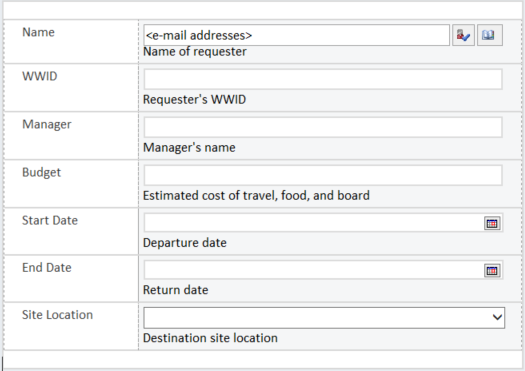 Name
<e-mail addresses>
Name of requester
WWID
Requester's WWID
Manager
Manager's name
Budget
Estimated cost of travel, food, and board
Start Date
Departure date
End Date
Return date
Site Location
Destination site location